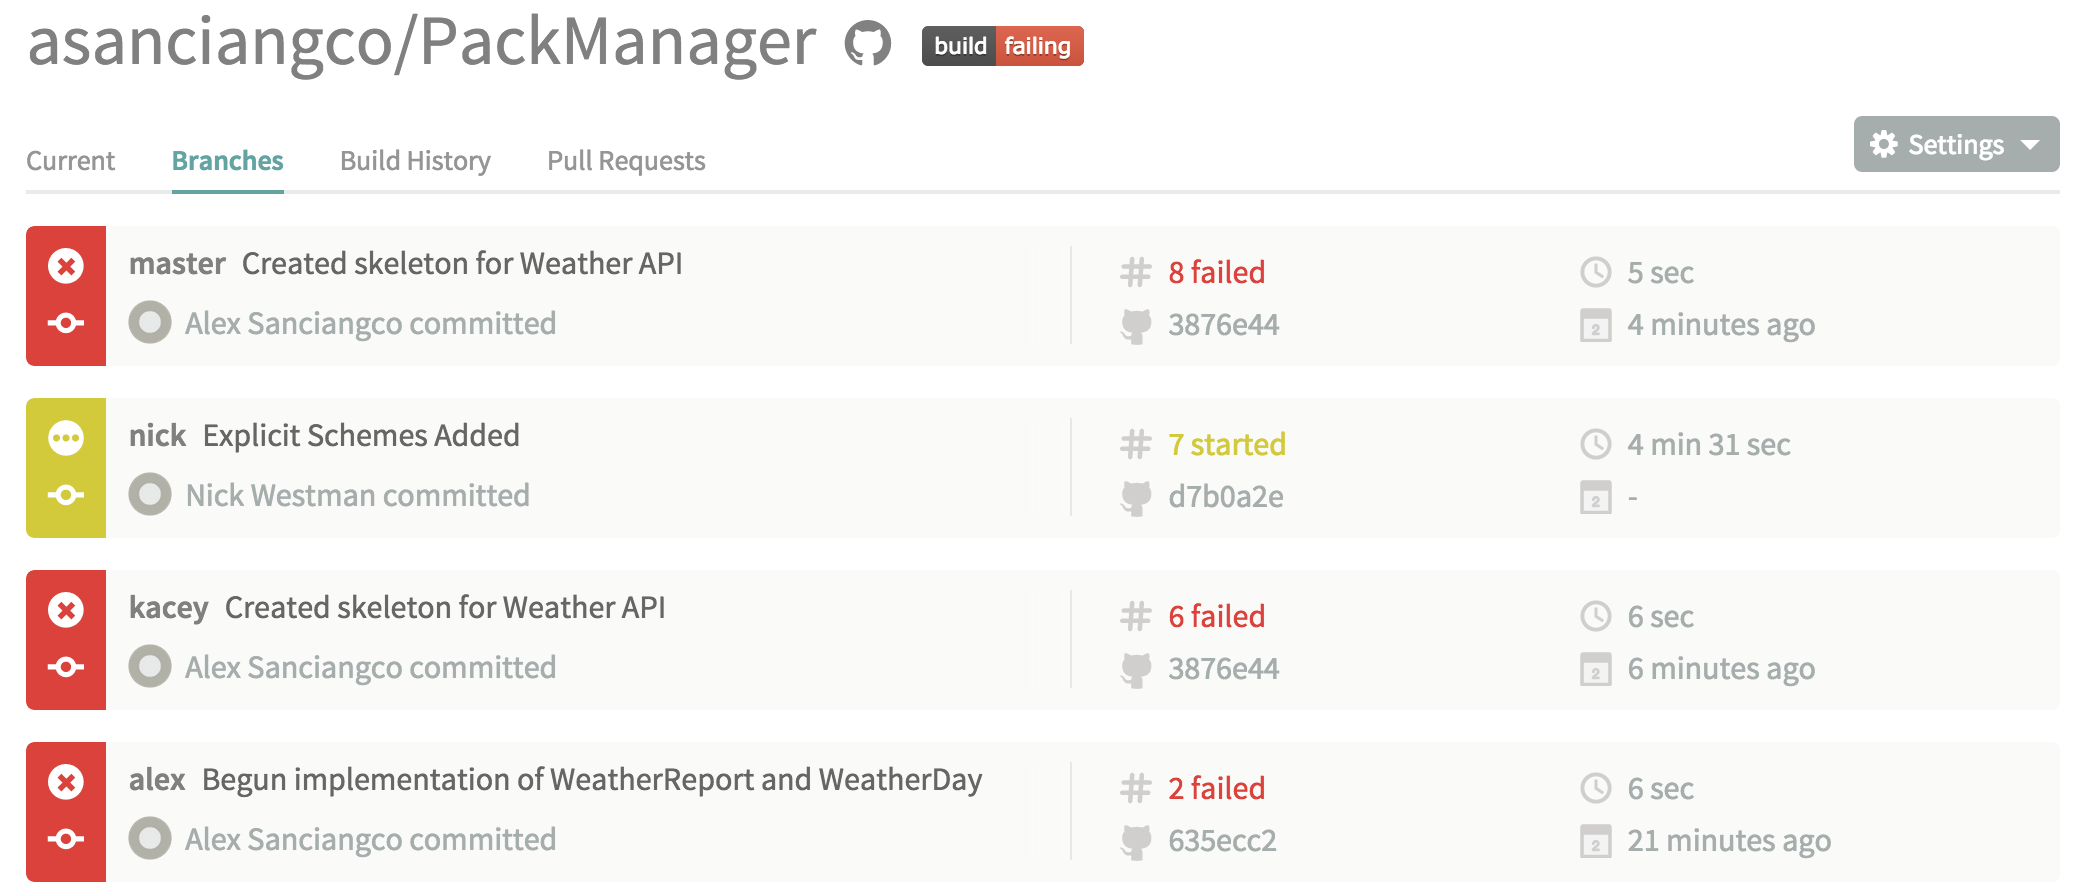 asanciangco/PackManager build failing
Settings
Current Branches Build History Pull Requests
master Created skeleton for Weather API
Alex Sanciangco committed
# 8 failed
3876e44
5 sec
2 4 minutes ago
nick Explicit Schemes Added
Nick Westman committed
# 7 started
d7b0a2e
4 min 31 sec
2 -
kacey Created skeleton for Weather API
Alex Sanciangco committed
# 6 failed
3876e44
6 sec
2 6 minutes ago
alex Begun implementation of WeatherReport and WeatherDay
Alex Sanciangco committed
# 2 failed
635ecc2
6 sec
2 21 minutes ago